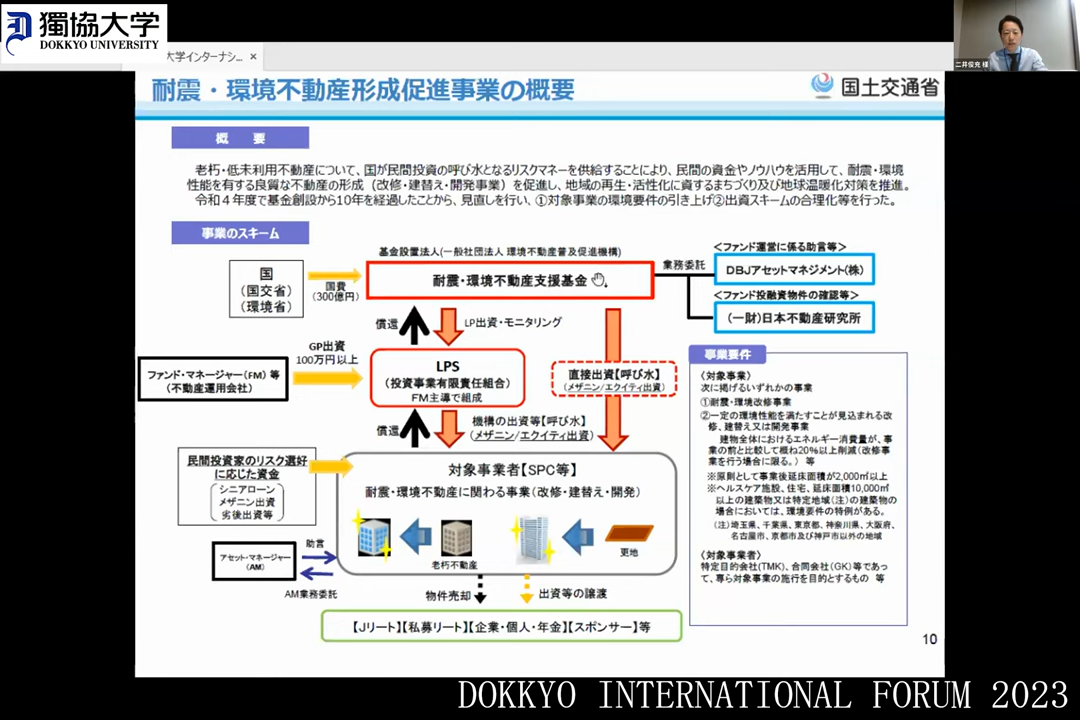 獨協大学
DOKKYO UNIVERSITY
大学インターナシ... ×
二井俊充 様
耐震・環境不動産形成促進事業の概要
国土交通省
概 要
老朽・低未利用不動産について、国が民間投資の呼び水となるリスクマネーを供給することにより、民間の資金やノウハウを活用して、耐震・環境
性能を有する良質な不動産の形成（改修・建替え・開発事業）を促進し、地域の再生・活性化に資するまちづくり及び地球温暖化対策を推進。
令和４年度で基金創設から10年を経過したことから、見直しを行い、①対象事業の環境要件の引き上げ②出資スキームの合理化等を行った。
事業のスキーム
基金設置法人(一般社団法人 環境不動産普及促進機構)
国
（国交省）
（環境省）
国費
（300億円）
耐震・環境不動産支援基金
業務委託
＜ファンド運営に係る助言等＞
DBJアセットマネジメント(株)
＜ファンド投融資物件の確認等＞
（一財）日本不動産研究所
償還
LP出資・モニタリング
GP出資
100万円以上
ファンド・マネージャー（FM）等
（不動産運用会社）
LPS
（投資事業有限責任組合）
FM主導で組成
直接出資【呼び水】
（メザニン/エクイティ出資）
償還
機構の出資等【呼び水】
（メザニン/エクイティ出資）
民間投資家のリスク選好
に応じた資金
シニアローン
メザニン出資
劣後出資等
対象事業者【SPC等】
耐震・環境不動産に関わる事業（改修・建替え・開発）
老朽不動産
更地
アセット・マネージャー
（AM）
助言
AM業務委託
物件売却
出資等の譲渡
【Jリート】【私募リート】【企業・個人・年金】【スポンサー】等
事業要件
〈対象事業〉
次に掲げるいずれかの事業
①耐震・環境改修事業
②一定の環境性能を満たすことが見込まれる改
修、建替え又は開発事業
建物全体におけるエネルギー消費量が、事
業の前と比較して概ね20％以上削減（改修事
業を行う場合に限る。） 等
※原則として事業後延床面積が2,000㎡以上
※ヘルスケア施設、住宅、延床面積10,000㎡
以上の建築物又は特定地域（注）の建築物の
場合においては、環境要件の特例がある。
（注）埼玉県、千葉県、東京都、神奈川県、大阪府、
名古屋市、京都市及び神戸市以外の地域
〈対象事業者〉
特定目的会社（TMK）、合同会社（GK）等であっ
て、専ら対象事業の施行を目的とするもの 等
10
DOKKYO INTERNATIONAL FORUM 2023